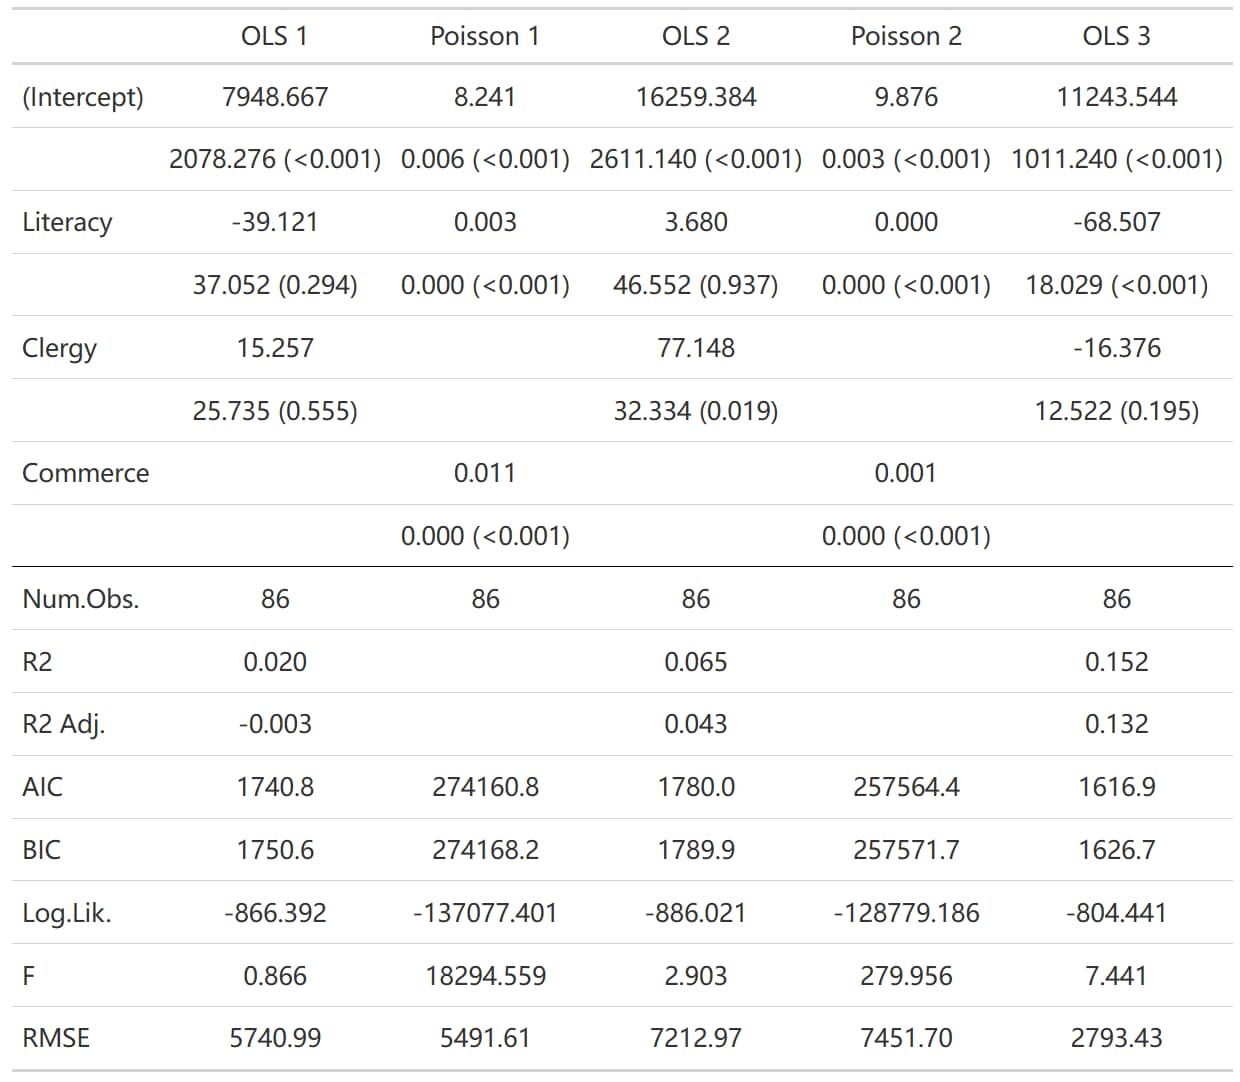 OLS 1 Poisson 1 OLS 2 Poisson 2 OLS 3
(Intercept) 7948.667 8.241 16259.384 9.876 11243.544
2078.276 (<0.001) 0.006 (<0.001) 2611.140 (<0.001) 0.003 (<0.001) 1011.240 (<0.001)
Literacy -39.121 0.003 3.680 0.000 -68.507
37.052 (0.294) 0.000 (<0.001) 46.552 (0.937) 0.000 (<0.001) 18.029 (<0.001)
Clergy 15.257 77.148 -16.376
25.735 (0.555) 32.334 (0.019) 12.522 (0.195)
Commerce 0.011 0.001
0.000 (<0.001) 0.000 (<0.001)
Num.Obs. 86 86 86 86 86
R2 0.020 0.065 0.152
R2 Adj. -0.003 0.043 0.132
AIC 1740.8 274160.8 1780.0 257564.4 1616.9
BIC 1750.6 274168.2 1789.9 257571.7 1626.7
Log.Lik. -866.392 -137077.401 -886.021 -128779.186 -804.441
F 0.866 18294.559 2.903 279.956 7.441
RMSE 5740.99 5491.61 7212.97 7451.70 2793.43